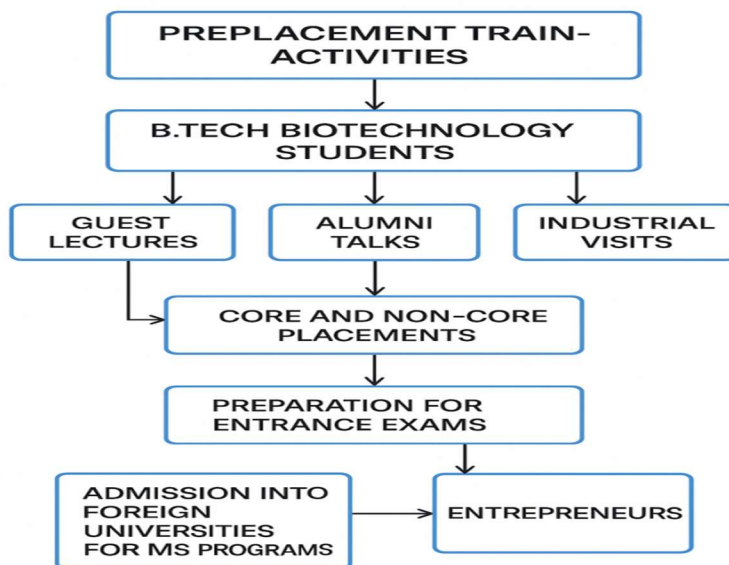 PREPLACEMENT TRAIN-
ACTIVITIES
B.TECH BIOTECHNOLOGY
STUDENTS
GUEST
LECTURES
ALUMNI
TALKS
INDUSTRIAL
VISITS
CORE AND NON-CORE
PLACEMENTS
PREPARATION FOR
ENTRANCE EXAMS
ADMISSION INTO
FOREIGN
UNIVERSITIES
FOR MS PROGRAMS
ENTREPRENEURS